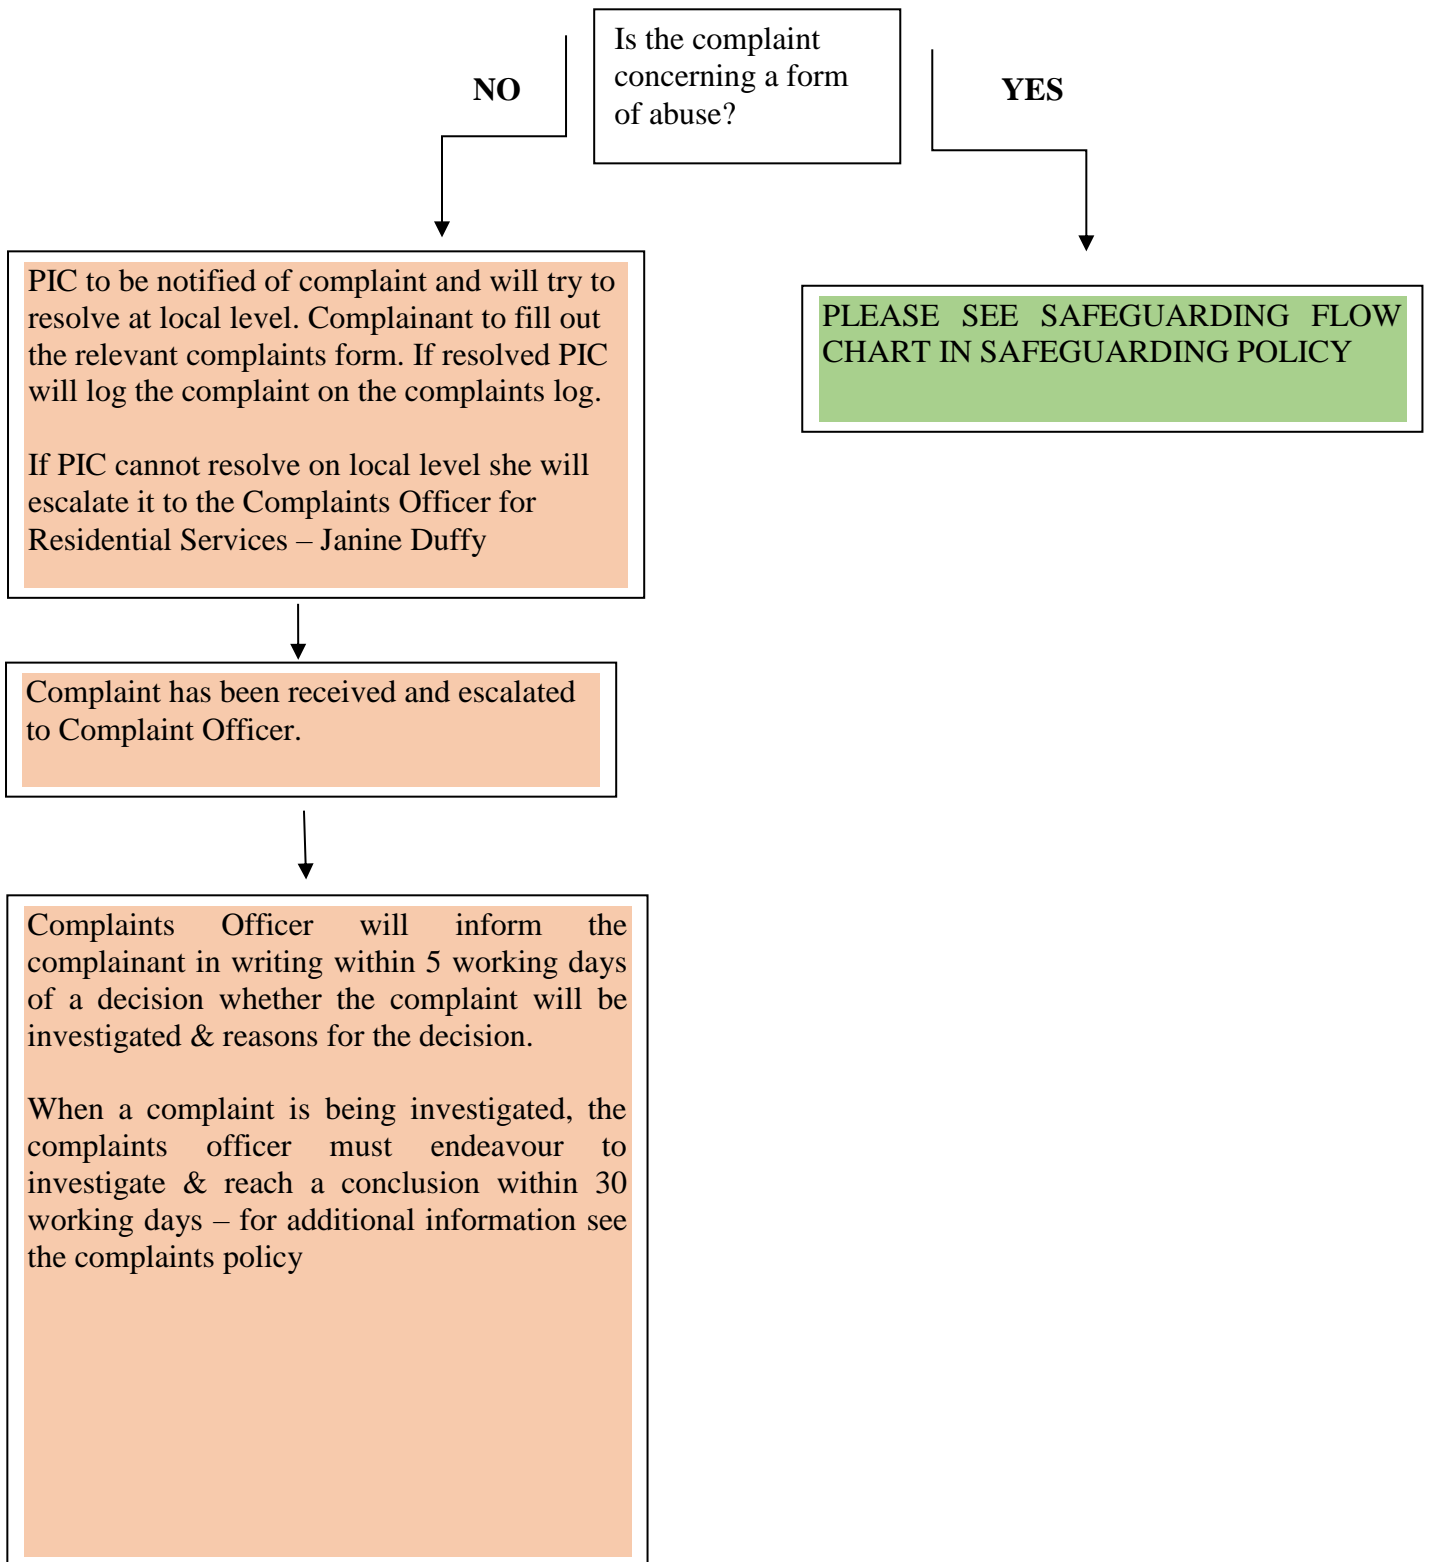 Is the complaint
concerning a form
of abuse?
NO
YES
PIC to be notified of complaint and will try to
resolve at local level. Complainant to fill out
the relevant complaints form. If resolved PIC
will log the complaint on the complaints log.
If PIC cannot resolve on local level she will
escalate it to the Complaints Officer for
Residential Services – Janine Duffy
PLEASE SEE SAFEGUARDING FLOW
CHART IN SAFEGUARDING POLICY
Complaint has been received and escalated
to Complaint Officer.
Complaints Officer will inform the
complainant in writing within 5 working days
of a decision whether the complaint will be
investigated & reasons for the decision.
When a complaint is being investigated, the
complaints officer must endeavour to
investigate & reach a conclusion within 30
working days – for additional information see
the complaints policy